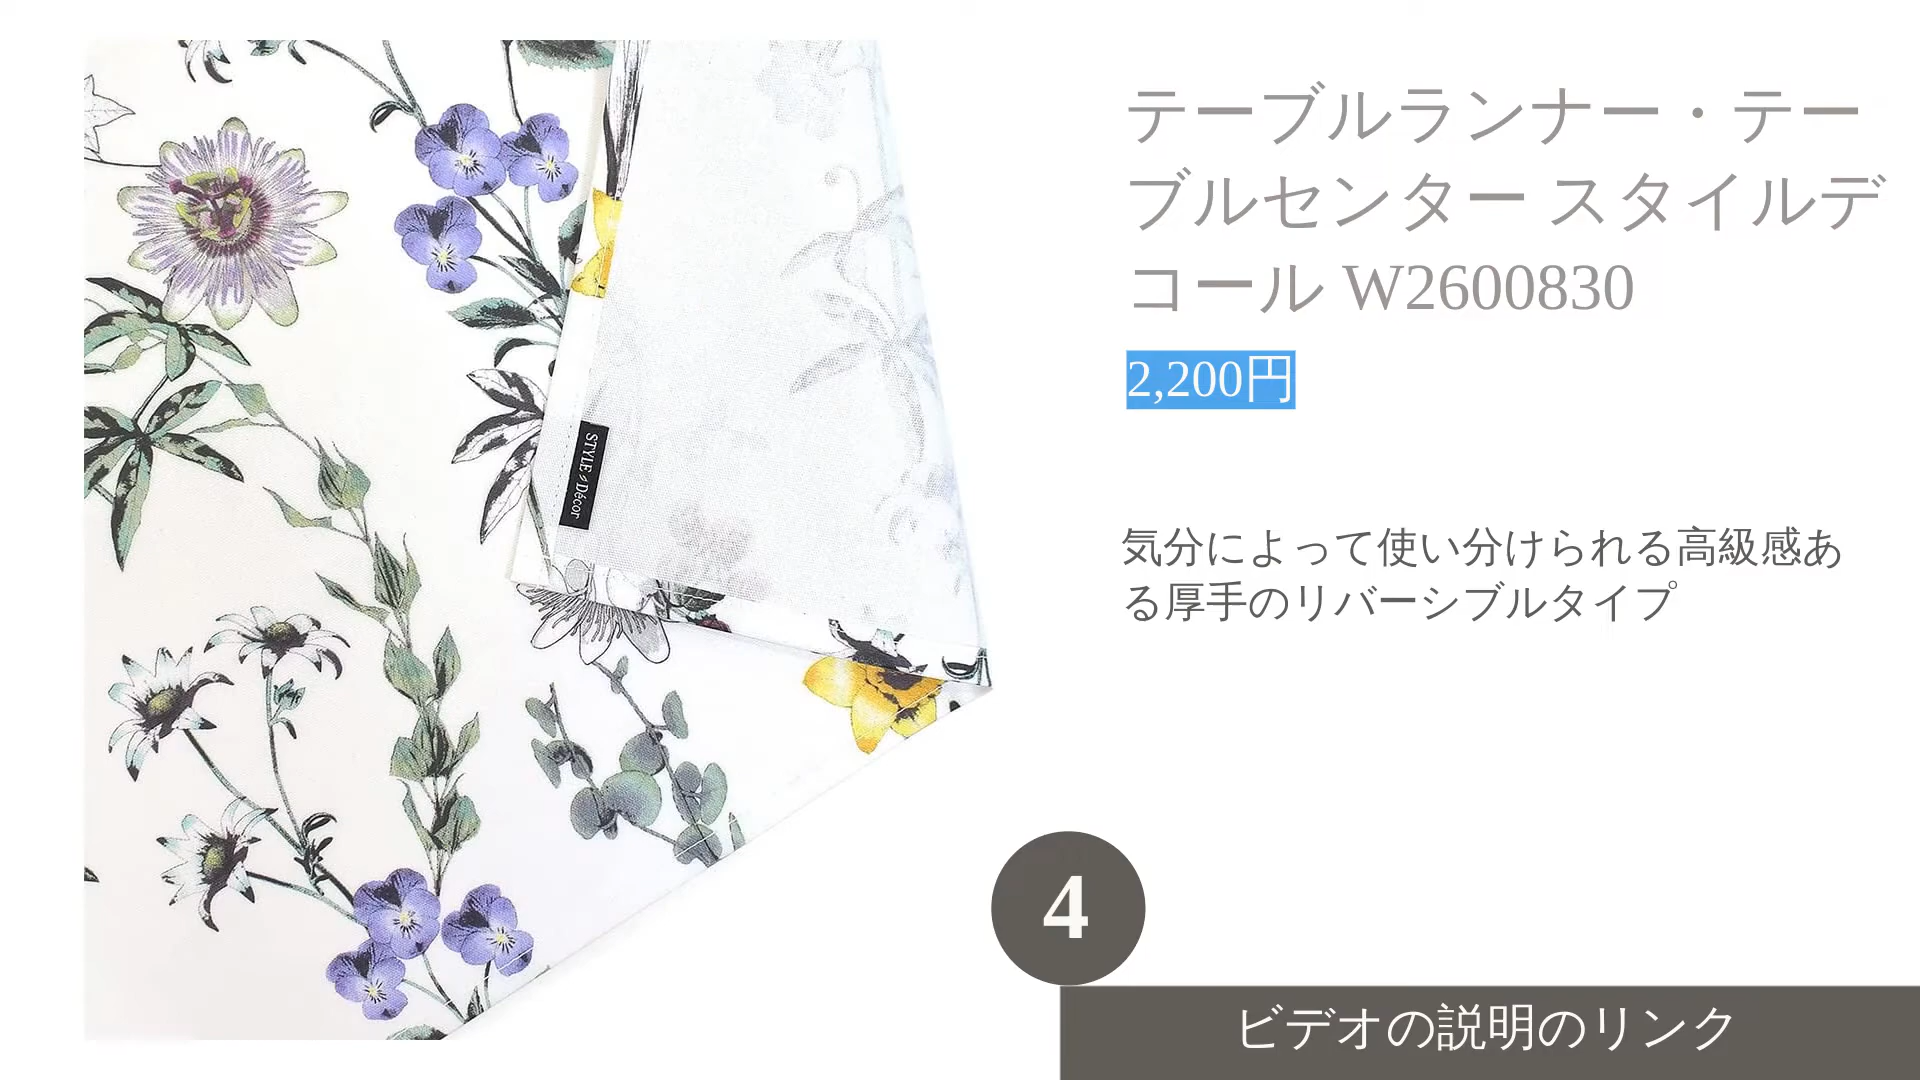 テーブルランナー・テー
ブルセンター スタイルデ
コール W2600830
2,200円
STYLE Décor
気分によって使い分けられる高級感あ
る厚手のリバーシブルタイプ
4
ビデオの説明のリンク